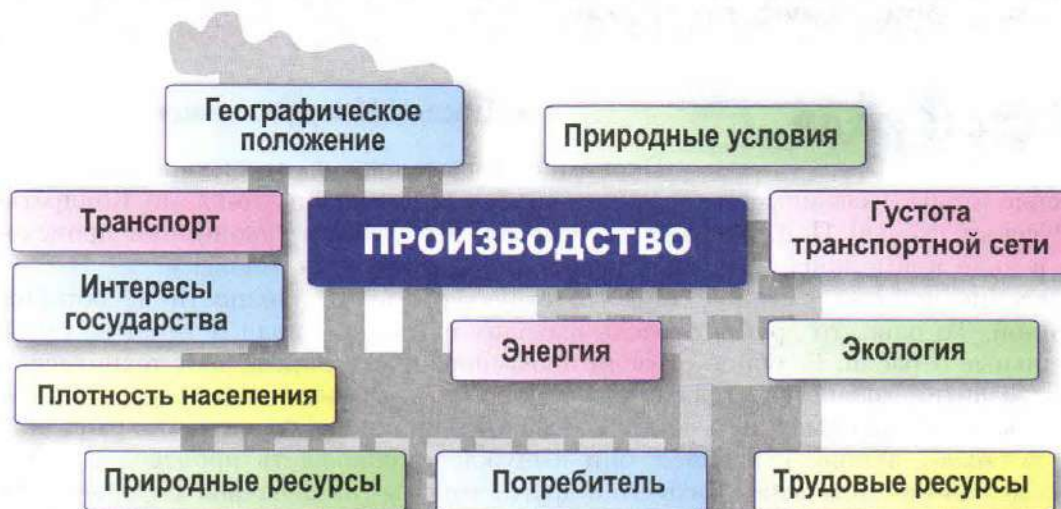 Географическое
положение
Природные условия
Транспорт
ПРОИЗВОДСТВО
Густота
транспортной сети
Интересы
государства
Энергия
Экология
Плотность населения
Природные ресурсы
Потребитель
Трудовые ресурсы